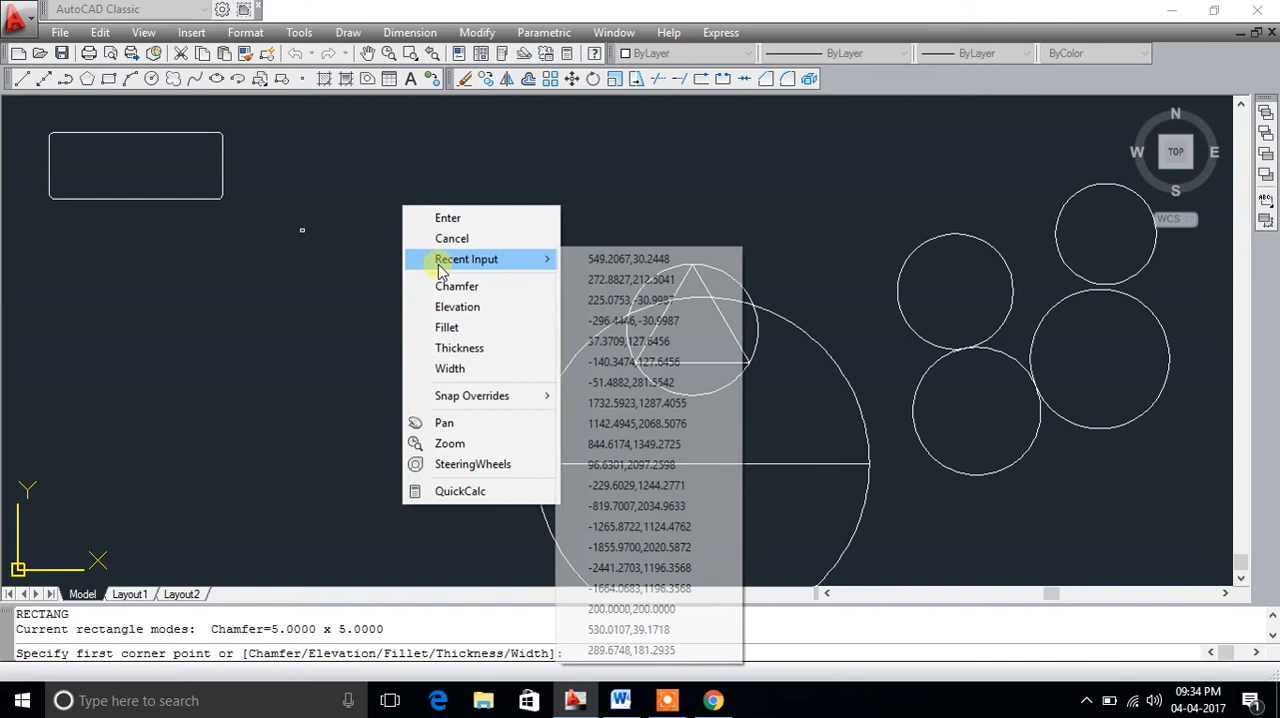 AutoCAD Classic
File Edit View Insert Format Tools Draw Dimension Modify Parametric Window Help Express
ByLayer ByLayer ByLayer ByColor
N
W TOP E
S
WCS
Enter
Cancel
Recent Input
Chamfer
Elevation
Fillet
Thickness
Width
Snap Overrides
Pan
Zoom
SteeringWheels
QuickCalc
549.2067,30.2448
272.8827,212.5041
225.0753,-30.9987
-296.4446,-30.9987
37.3709,127.6456
-140.3474,127.6456
-51.4882,281.5542
1732.5923,1287.4055
1142.4945,2068.5076
844.6174,1349.2725
96.6301,2097.2598
-229.6029,1244.2771
-819.7007,2034.9633
-1265.8722,1124.4762
-1855.9700,2020.5872
-2441.2703,1196.3568
-1664.0683,1196.3568
200.0000,200.0000
530.0107,39.1718
289.6748,181.2935
Y
X
Model Layout1 Layout2
RECTANG
Current rectangle modes: Chamfer=5.0000 x 5.0000
Specify first corner point or [Chamfer/Elevation/Fillet/Thickness/Width]:
Type here to search
09:34 PM
04-04-2017